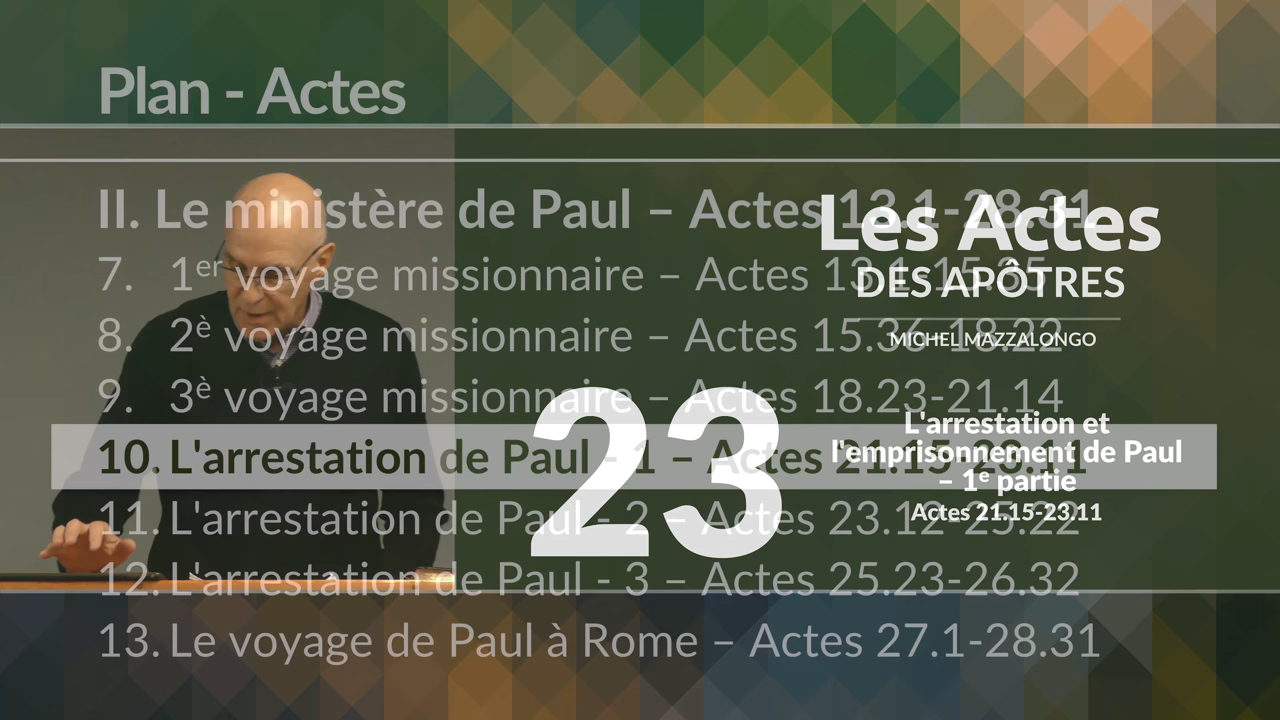 Plan - Actes
II. Le ministère de Paul – Actes 13.1-28.31
7. 1er voyage missionnaire – Actes 13.1-15.35
8. 2è voyage missionnaire – Actes 15.36-18.22
9. 3è voyage missionnaire – Actes 18.23-21.14
10. L'arrestation de Paul - 1 – Actes 21.15-23.11
11. L'arrestation de Paul - 2 – Actes 23.12-25.22
12. L'arrestation de Paul - 3 – Actes 25.23-26.32
13. Le voyage de Paul à Rome – Actes 27.1-28.31
Les Actes
DES APÔTRES
MICHEL MAZZALONGO
23
L'arrestation et
l'emprisonnement de Paul
– 1e partie
Actes 21.15-23.11